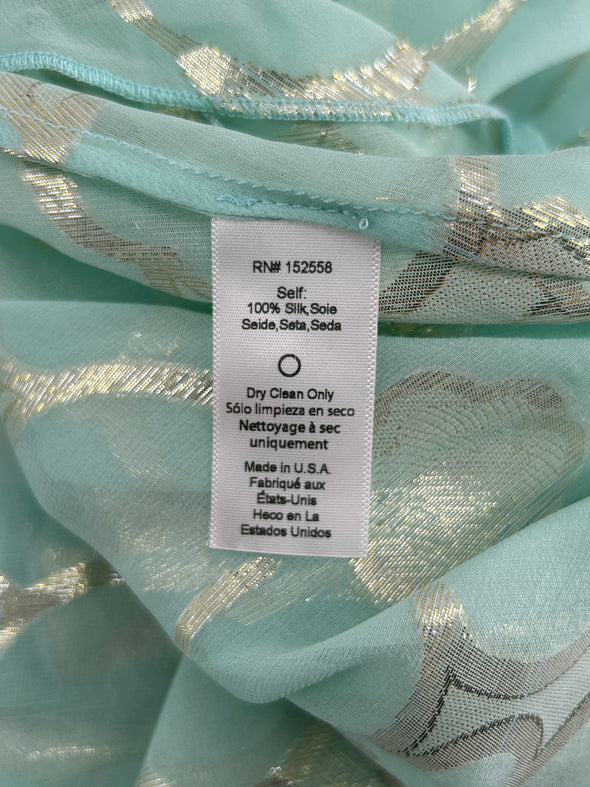 RN# 152558
Self:
100% Silk,Soie
Seide,Seta,Seda
Dry Clean Only
Sólo limpieza en seco
Nettoyage à sec
uniquement
Made in U.S.A.
Fabriqué aux
États-Unis
Heco en La
Estados Unidos